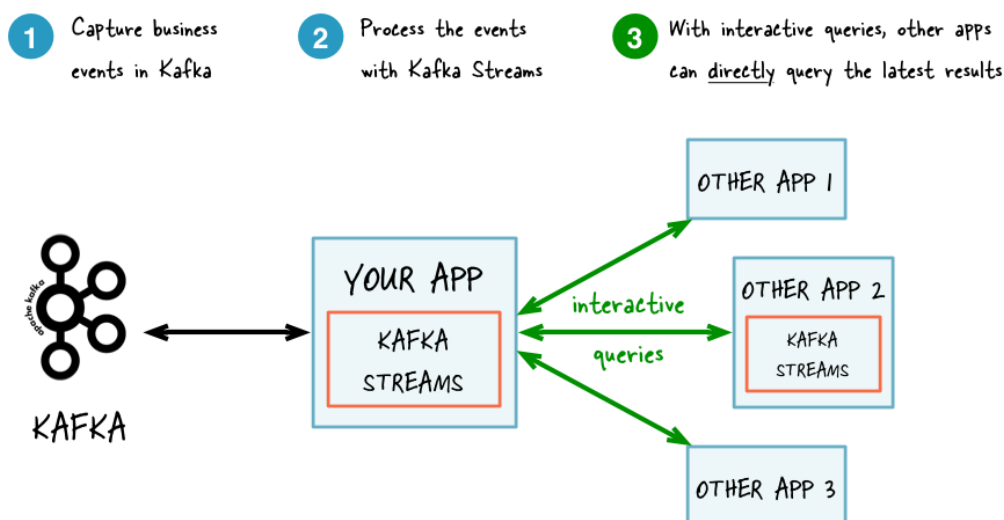 1 Capture business
events in Kafka
2 Process the events
with Kafka Streams
3 With interactive queries, other apps
can directly query the latest results
OTHER APP 1
apache kafka
KAFKA
YOUR APP
KAFKA
STREAMS
interactive
queries
OTHER APP 2
KAFKA
STREAMS
OTHER APP 3